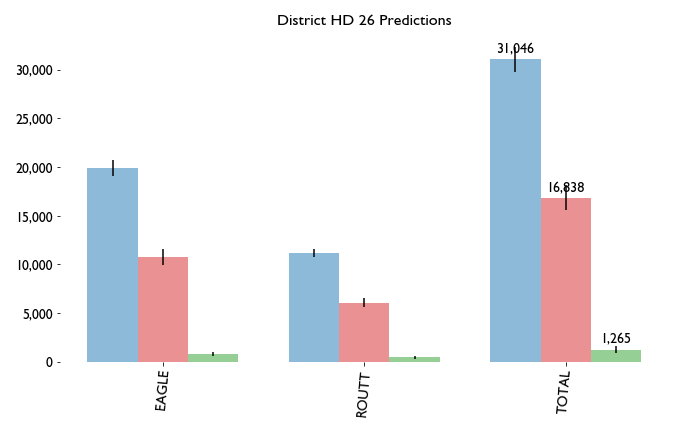 District HD 26 Predictions
31,046
30,000
25,000
20,000
16,838
15,000
10,000
5,000
1,265
0
EAGLE
ROUTT
TOTAL